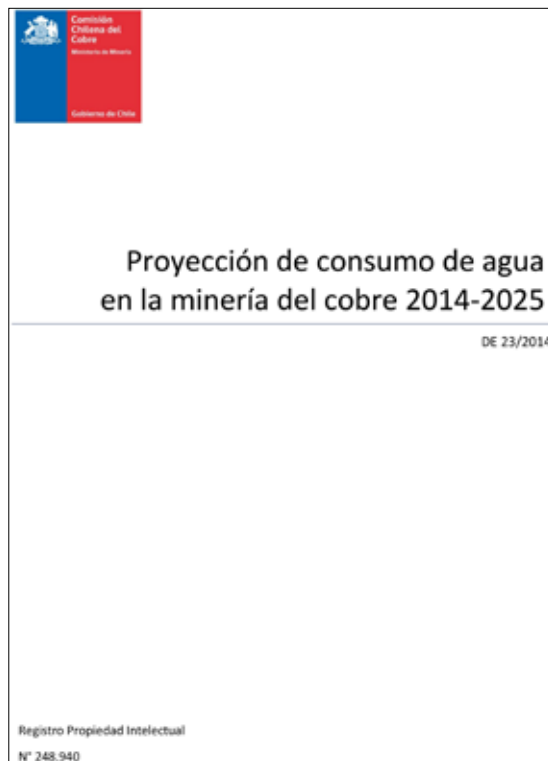 Comisión
Chilena del
Cobre
Ministerio de Minería
Gobierno de Chile
Proyección de consumo de agua
en la minería del cobre 2014-2025
DE 23/2014
Registro Propiedad Intelectual
N° 248.940